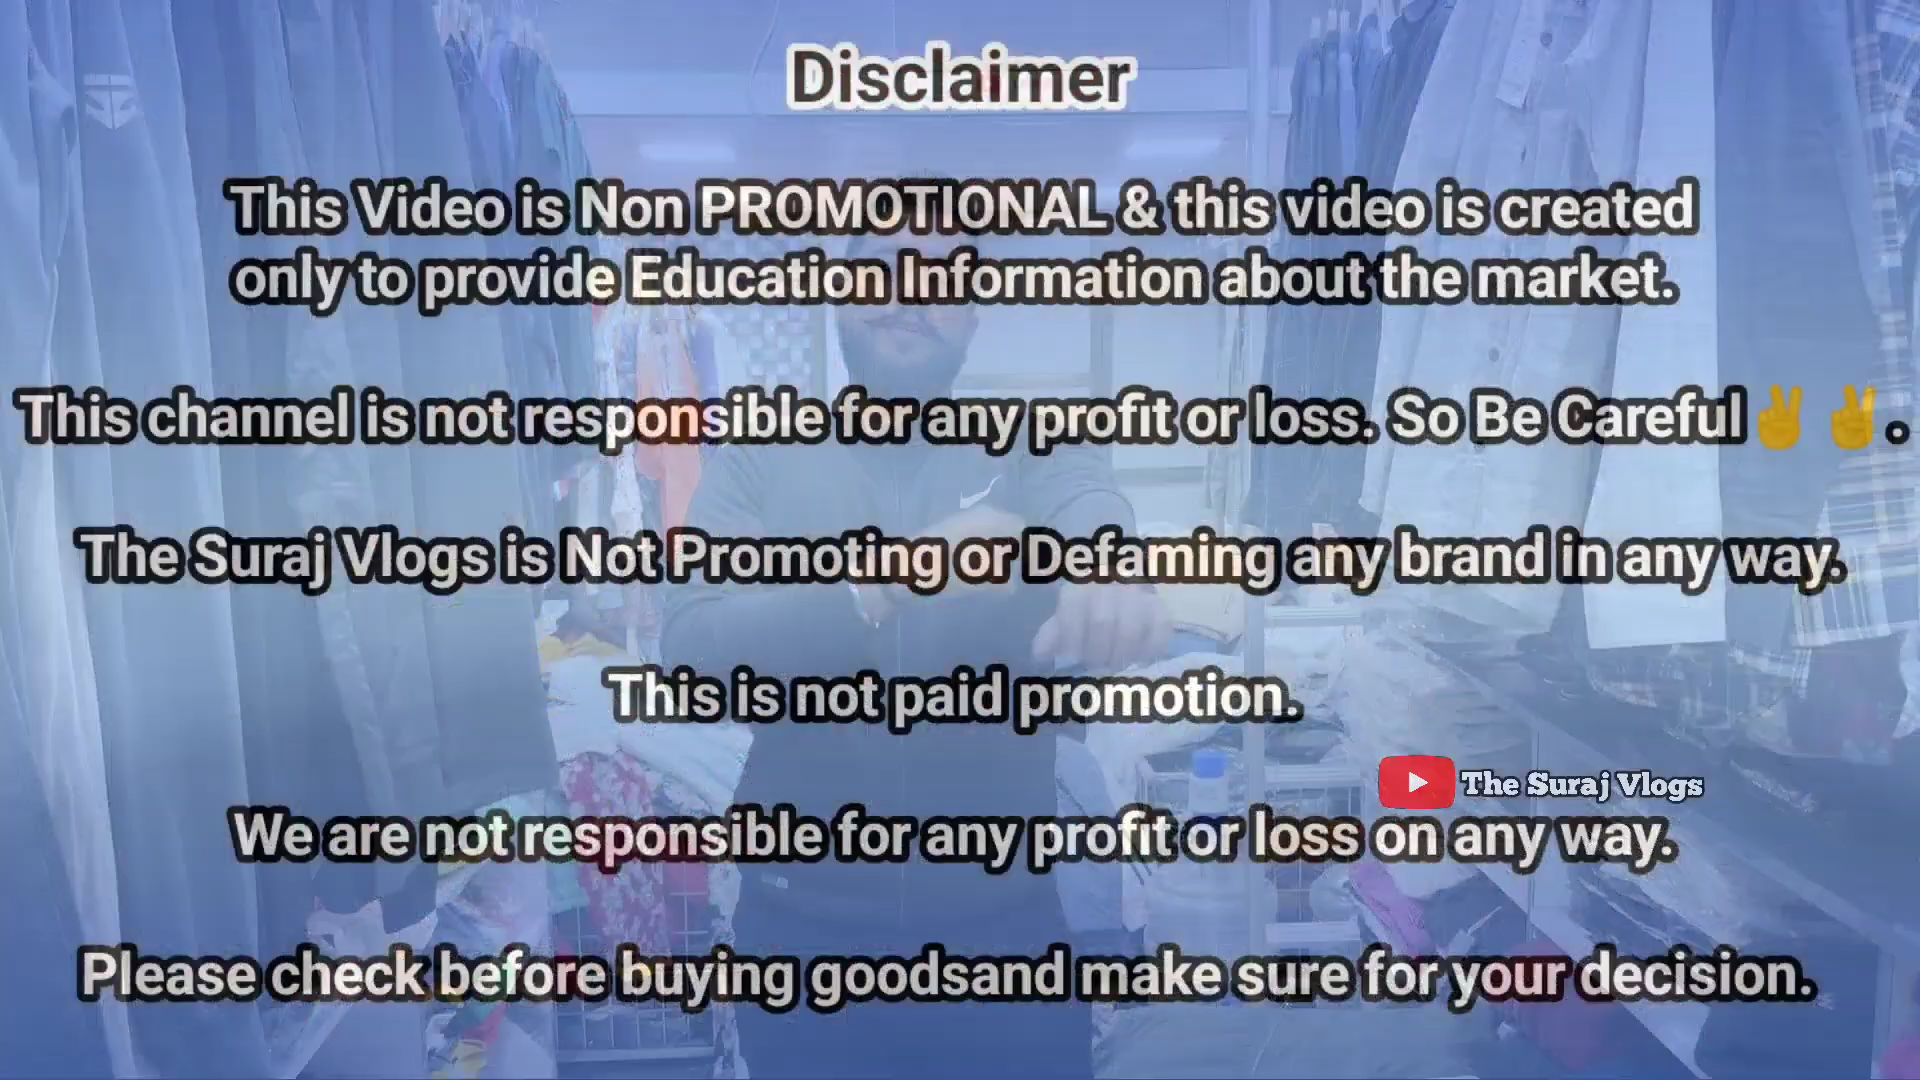 Disclaimer
This Video is Non PROMOTIONAL & this video is created
only to provide Education Information about the market.
This channel is not responsible for any profit or loss. So Be Careful✌️ ✌️.
The Suraj Vlogs is Not Promoting or Defaming any brand in any way.
This is not paid promotion.
The Suraj Vlogs
We are not responsible for any profit or loss on any way.
Please check before buying goodsand make sure for your decision.